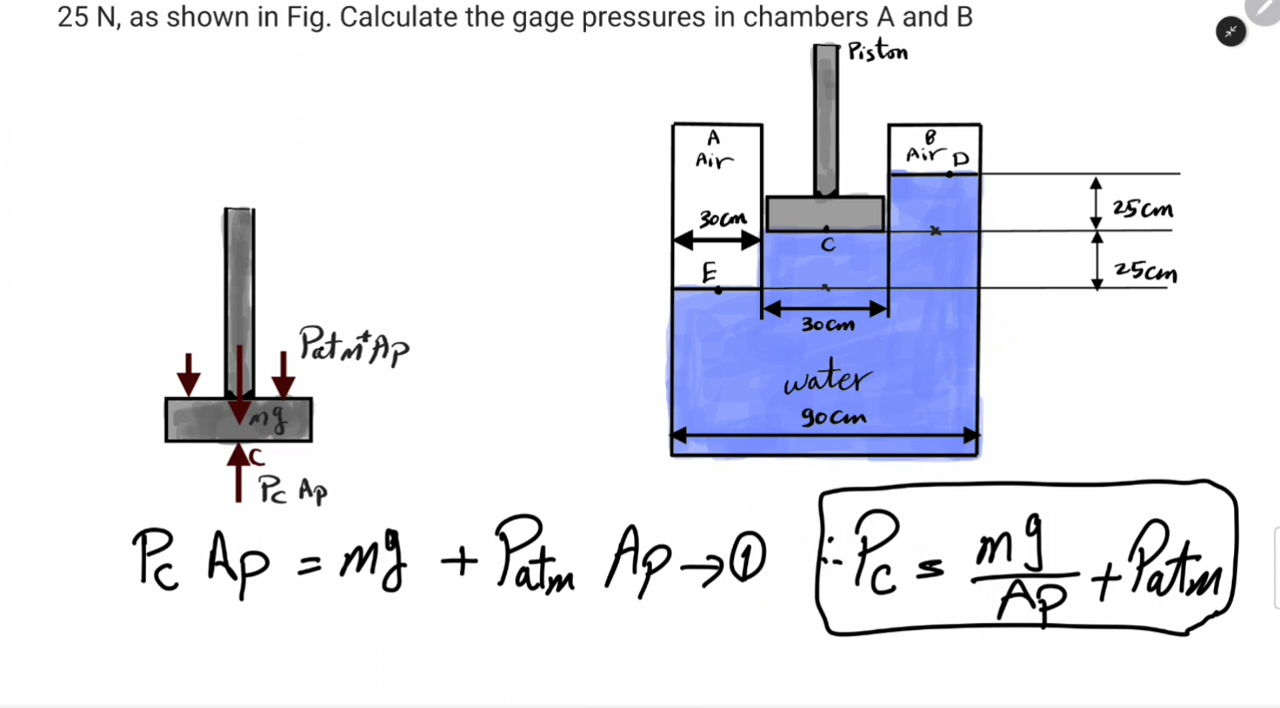 25 N, as shown in Fig. Calculate the gage pressures in chambers A and B
Piston
A
Air
B
Air D
25cm
30cm
C
E
25cm
30cm
water
90cm
Patm*Ap
mg
C
Pc Ap
Pc Ap = mg + Patm Ap → ①
∴ Pc = mg/Ap + Patm